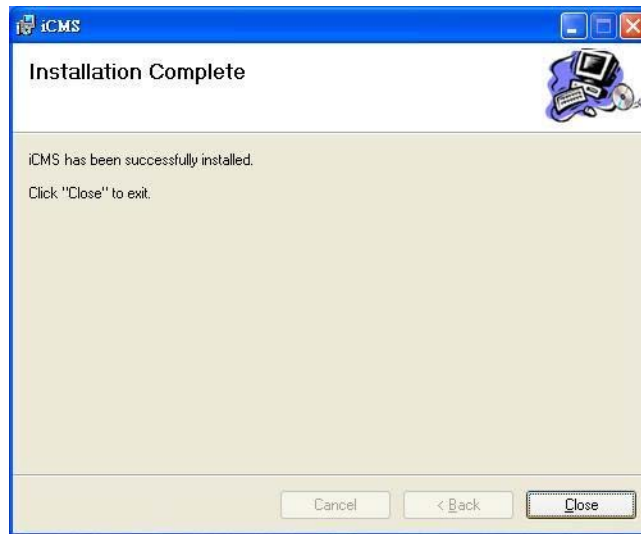 iCMS
Installation Complete
iCMS has been successfully installed.
Click "Close" to exit.
Cancel
< Back
Close